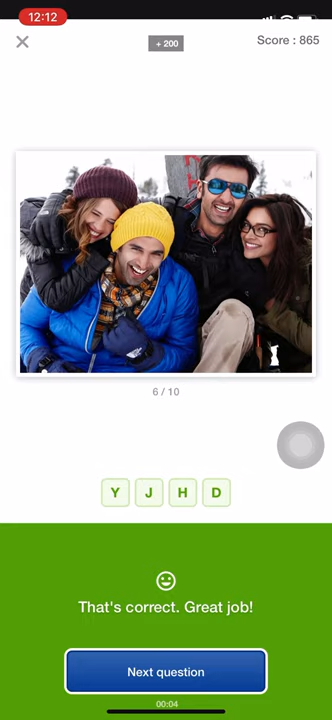 12:12
+ 200
Score : 865
6 / 10
Y J H D
That's correct. Great job!
Next question
00:04